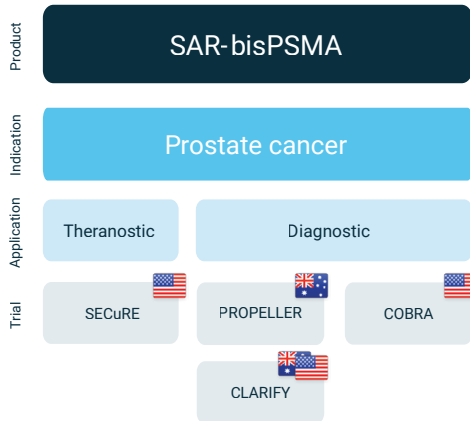 Product
SAR-bisPSMA
Indication
Prostate cancer
Application
Theranostic
Diagnostic
Trial
SECuRE
PROPELLER
COBRA
CLARIFY